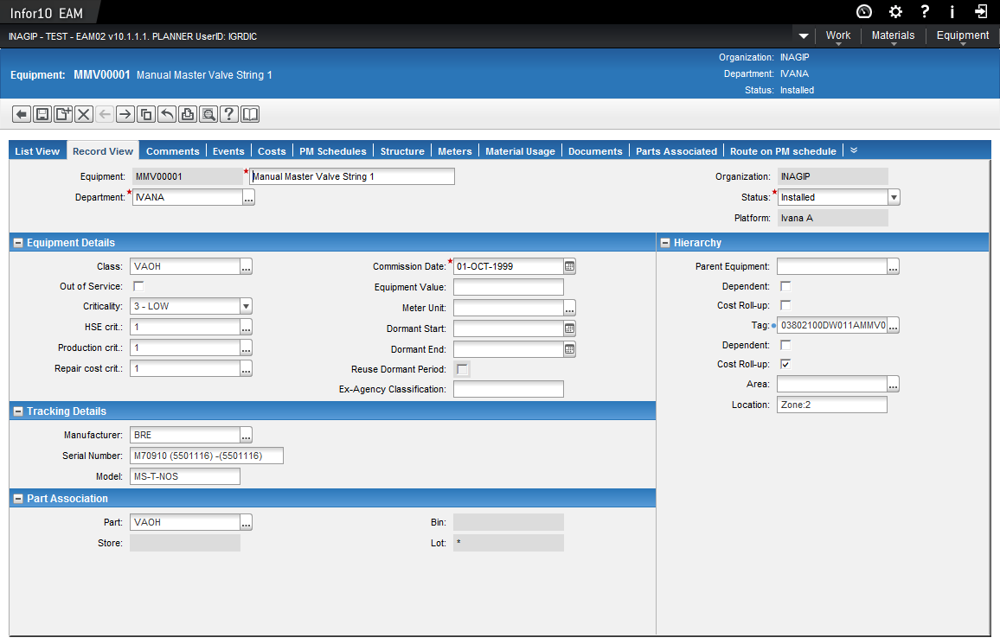 Infor10 EAM
INAGIP - TEST - EAM02 v10.1.1.1. PLANNER UserID: IGRDIC
Work Materials Equipment
Equipment: MMV00001 Manual Master Valve String 1
Organization: INAGIP
Department: IVANA
Status: Installed
List View Record View Comments Events Costs PM Schedules Structure Meters Material Usage Documents Parts Associated Route on PM schedule
Equipment: MMV00001 * Manual Master Valve String 1 Organization: INAGIP
Department: * IVANA ... Status: * Installed
Platform: Ivana A
Equipment Details Hierarchy
Class: VAOH ... Commission Date: * 01-OCT-1999 Parent Equipment: ...
Out of Service: Equipment Value: Dependent:
Criticality: 3 - LOW Meter Unit: ... Cost Roll-up:
HSE crit.: 1 ... Dormant Start: Tag: 03802100DW011AMMV0 ...
Production crit.: 1 ... Dormant End: Dependent:
Repair cost crit.: 1 ... Reuse Dormant Period: Cost Roll-up:
Ex-Agency Classification: Area: ...
Location: Zone:2
Tracking Details
Manufacturer: BRE ...
Serial Number: M70910 (5501116) -(5501116)
Model: MS-T-NOS
Part Association
Part: VAOH ... Bin:
Store: Lot: *